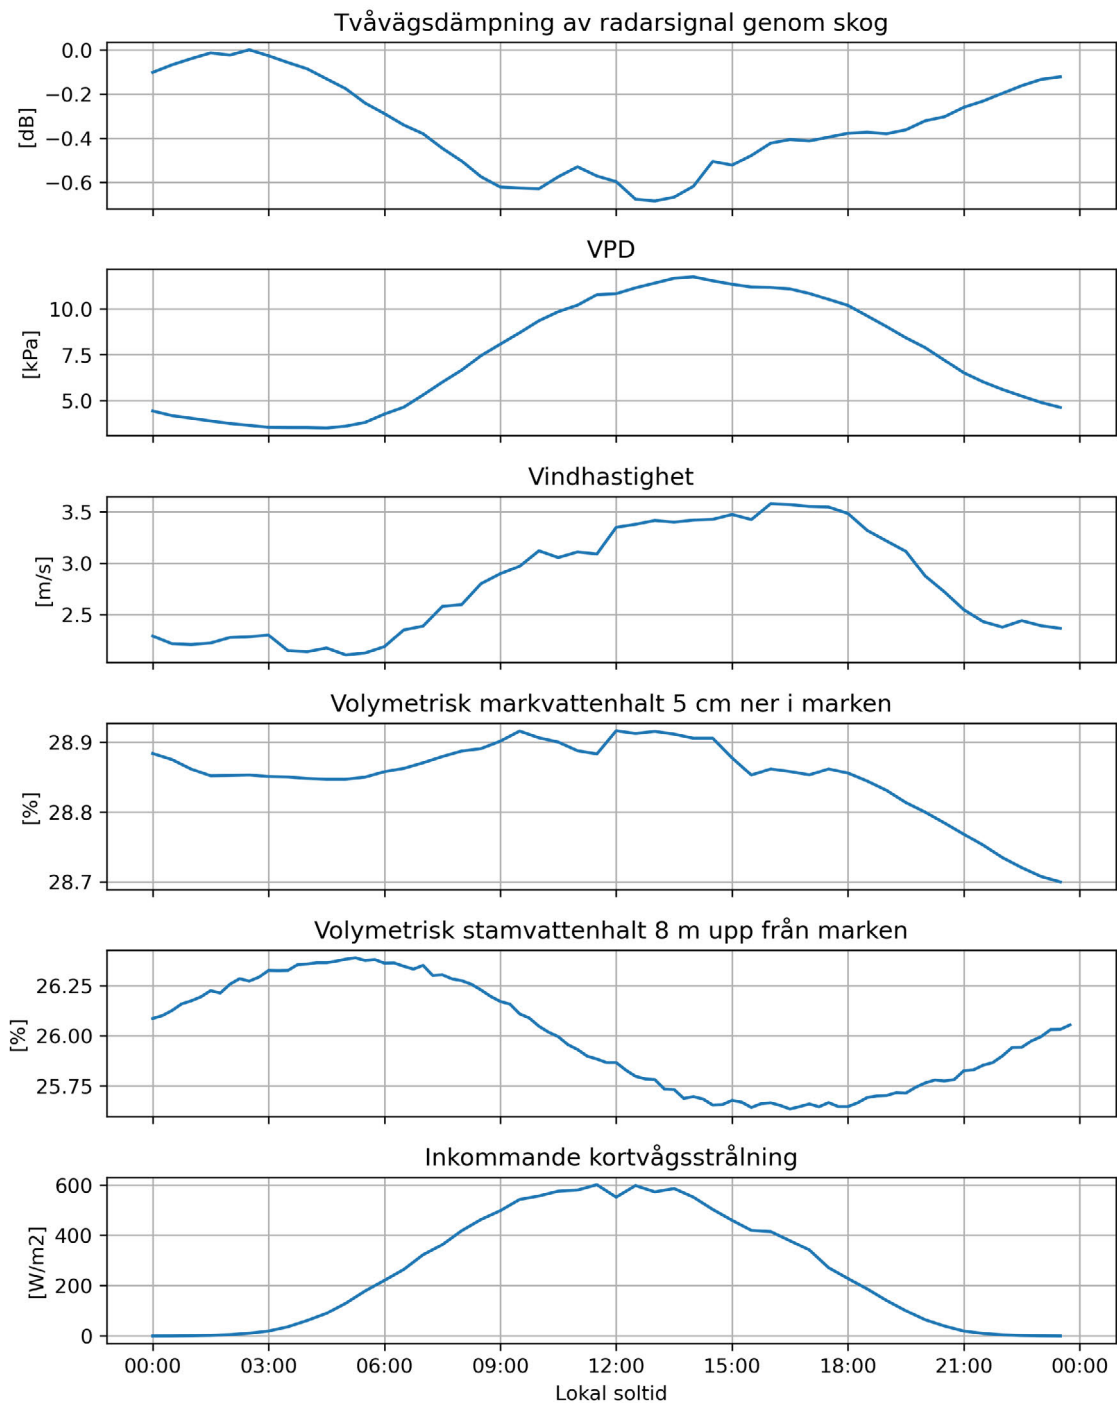 Tvåvägsdämpning av radarsignal genom skog
0.0
−0.2
−0.4
−0.6
[dB]
VPD
10.0
7.5
5.0
[kPa]
Vindhastighet
3.5
3.0
2.5
[m/s]
Volymetrisk markvattenhalt 5 cm ner i marken
28.9
28.8
28.7
[%]
Volymetrisk stamvattenhalt 8 m upp från marken
26.25
26.00
25.75
[%]
Inkommande kortvågsstrålning
600
400
200
0
[W/m2]
00:00 03:00 06:00 09:00 12:00 15:00 18:00 21:00 00:00
Lokal soltid